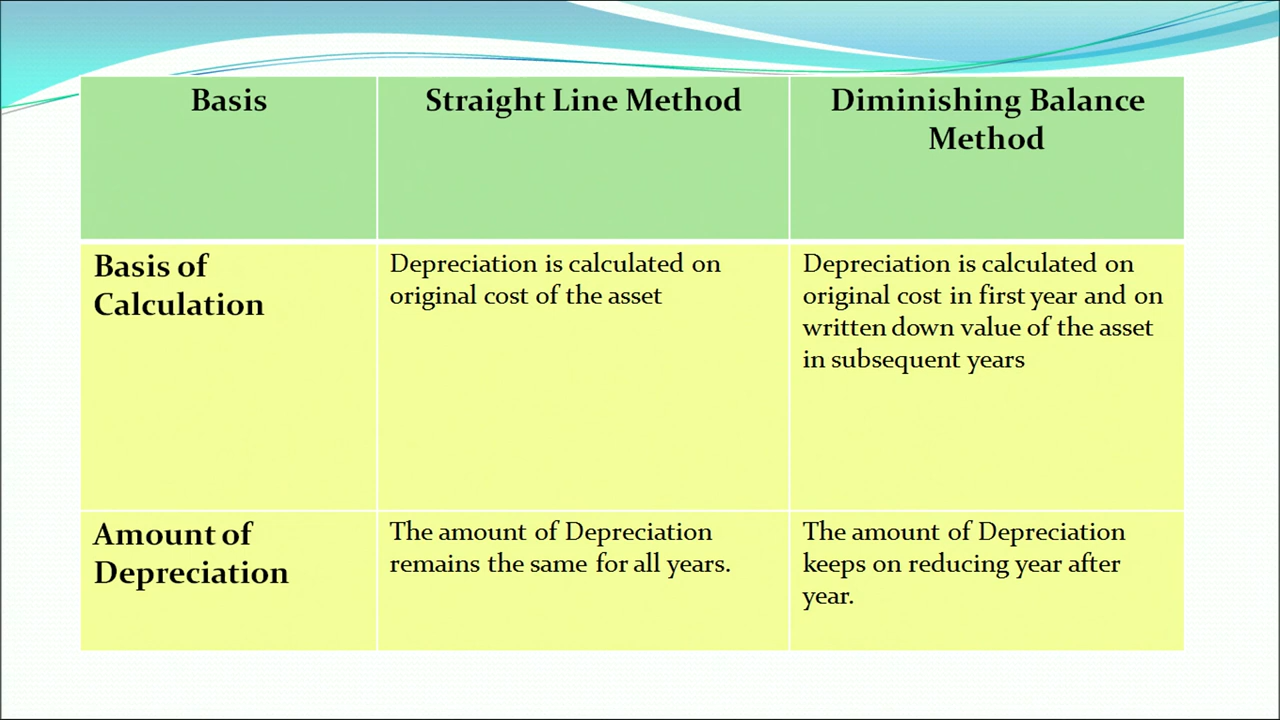 Basis
Straight Line Method
Diminishing Balance
Method
Basis of
Calculation
Depreciation is calculated on
original cost of the asset
Depreciation is calculated on
original cost in first year and on
written down value of the asset
in subsequent years
Amount of
Depreciation
The amount of Depreciation
remains the same for all years.
The amount of Depreciation
keeps on reducing year after
year.